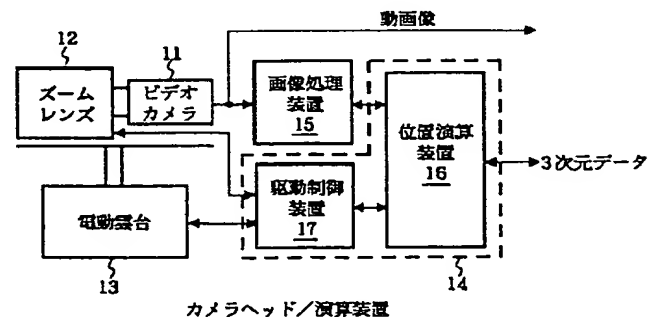 動画像
12
11
ズーム
レンズ
ビデオ
カメラ
画像処理
装置
15
位置演算
装置
16
3次元データ
駆動制御
装置
17
電動雲台
13
14
カメラヘッド/演算装置